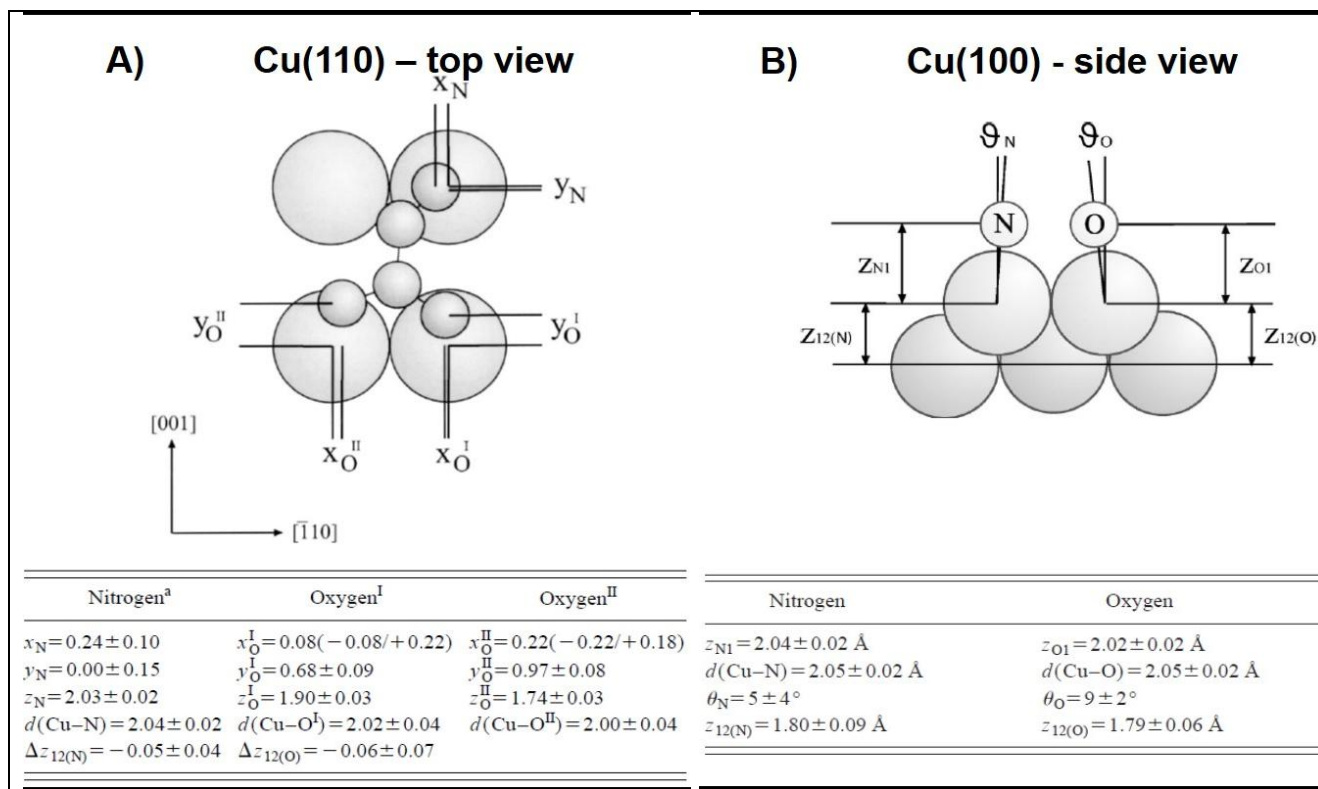 A) Cu(110) – top view
x_N
y_N
y_O^II
y_O^I
[001]
x_O^II
x_O^I
[1̄10]
Nitrogen^a Oxygen^I Oxygen^II
x_N=0.24±0.10 x_O^I=0.08(−0.08/+0.22) x_O^II=0.22(−0.22/+0.18)
y_N=0.00±0.15 y_O^I=0.68±0.09 y_O^II=0.97±0.08
z_N=2.03±0.02 z_O^I=1.90±0.03 z_O^II=1.74±0.03
d(Cu–N)=2.04±0.02 d(Cu–O^I)=2.02±0.04 d(Cu–O^II)=2.00±0.04
Δz_12(N)=−0.05±0.04 Δz_12(O)=−0.06±0.07
B) Cu(100) - side view
ϑ_N ϑ_O
N O
z_N1 z_O1
z_12(N) z_12(O)
Nitrogen Oxygen
z_N1=2.04±0.02 Å z_O1=2.02±0.02 Å
d(Cu–N)=2.05±0.02 Å d(Cu–O)=2.05±0.02 Å
θ_N=5±4° θ_O=9±2°
z_12(N)=1.80±0.09 Å z_12(O)=1.79±0.06 Å